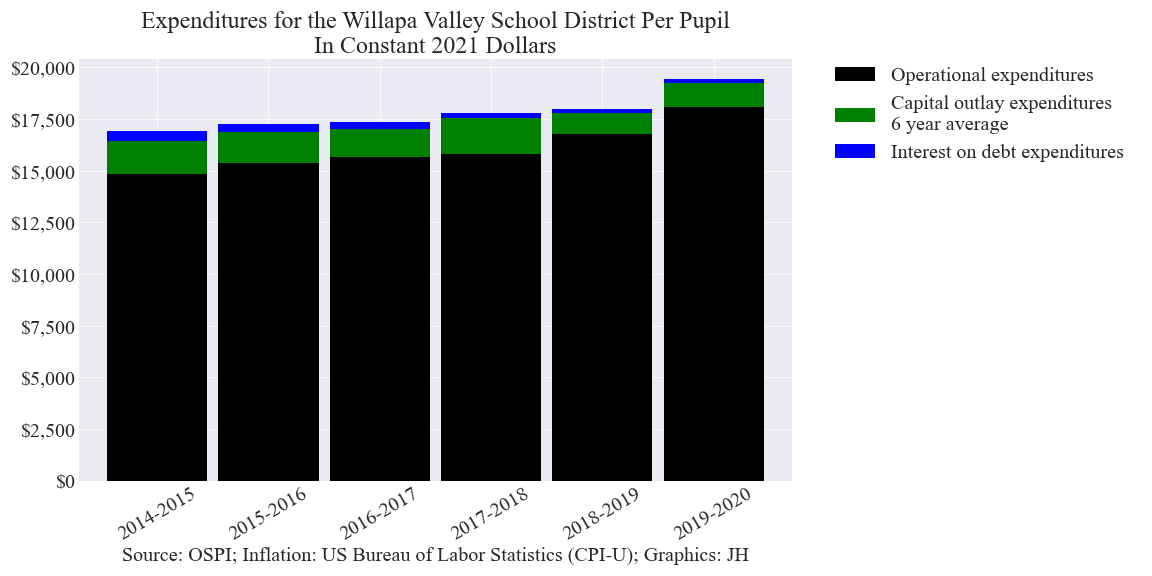 Expenditures for the Willapa Valley School District Per Pupil
In Constant 2021 Dollars
$20,000
$17,500
$15,000
$12,500
$10,000
$7,500
$5,000
$2,500
$0
2014-2015
2015-2016
2016-2017
2017-2018
2018-2019
2019-2020
Source: OSPI; Inflation: US Bureau of Labor Statistics (CPI-U); Graphics: JH
Operational expenditures
Capital outlay expenditures
6 year average
Interest on debt expenditures